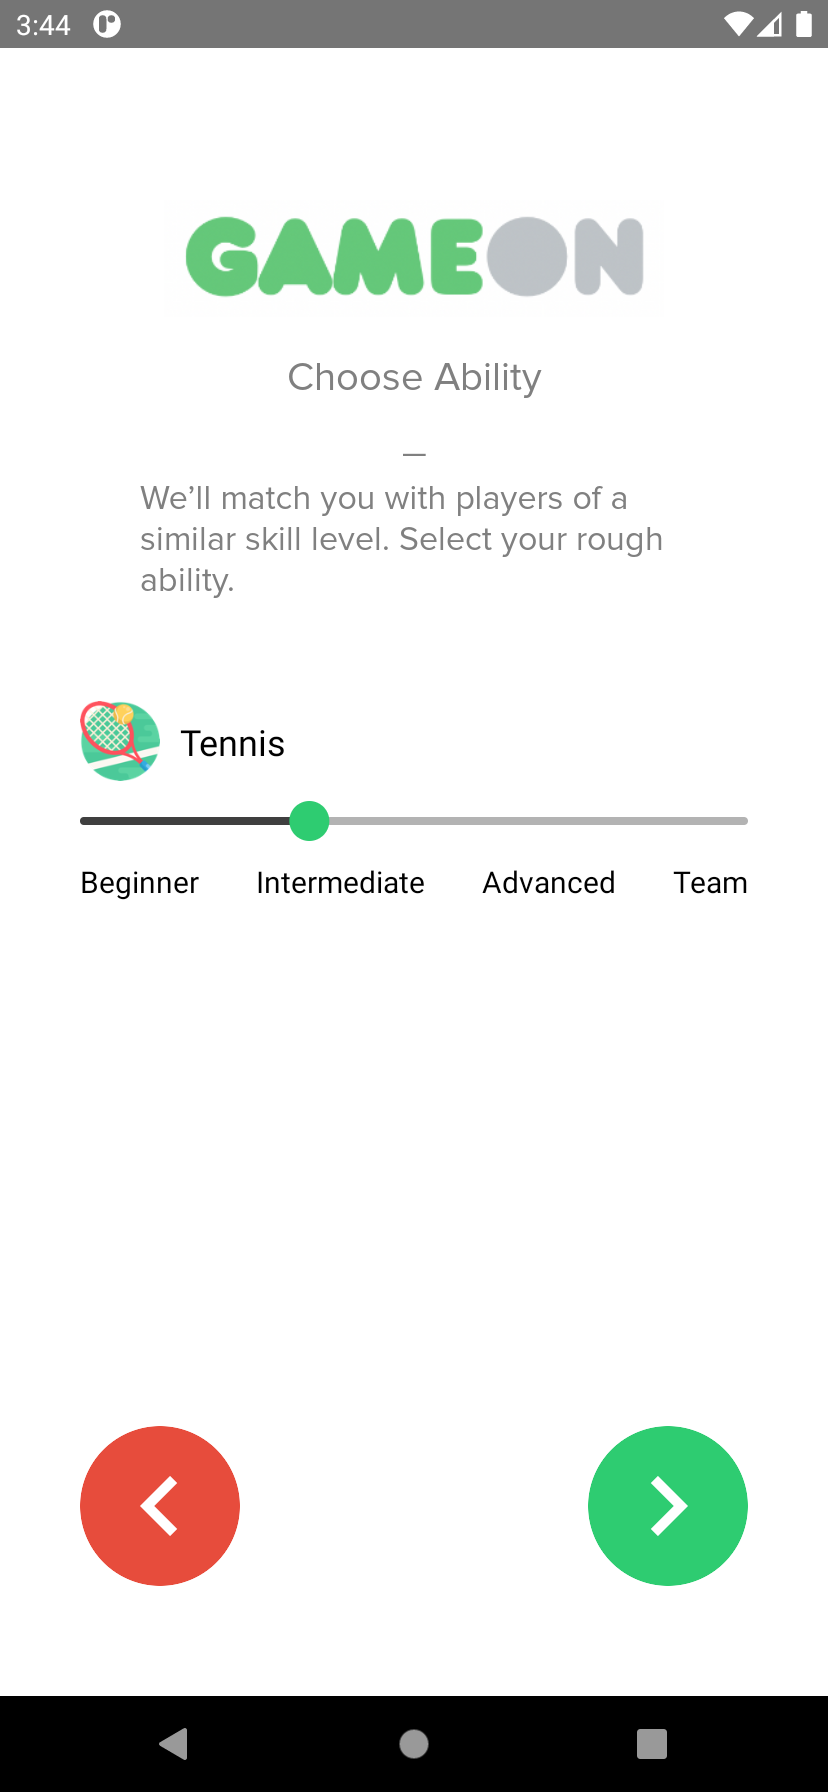 3:44
GAMEON
Choose Ability
—
We’ll match you with players of a
similar skill level. Select your rough
ability.
Tennis
Beginner Intermediate Advanced Team